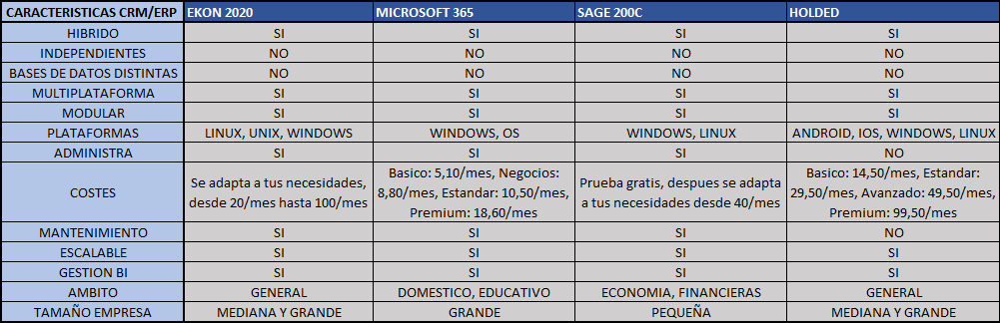 CARACTERISTICAS CRM/ERP EKON 2020 MICROSOFT 365 SAGE 200C HOLDED
HIBRIDO SI SI SI SI
INDEPENDIENTES NO NO NO NO
BASES DE DATOS DISTINTAS NO NO NO NO
MULTIPLATAFORMA SI SI SI SI
MODULAR SI SI SI SI
PLATAFORMAS LINUX, UNIX, WINDOWS WINDOWS, OS WINDOWS, LINUX ANDROID, IOS, WINDOWS, LINUX
ADMINISTRA SI SI SI NO
COSTES
Se adapta a tus necesidades,
desde 20/mes hasta 100/mes
Basico: 5,10/mes, Negocios:
8,80/mes, Estandar: 10,50/mes,
Premium: 18,60/mes
Prueba gratis, despues se adapta
a tus necesidades desde 40/mes
Basico: 14,50/mes, Estandar:
29,50/mes, Avanzado: 49,50/mes,
Premium: 99,50/mes
MANTENIMIENTO SI SI SI NO
ESCALABLE SI SI SI SI
GESTION BI SI SI SI SI
AMBITO GENERAL DOMESTICO, EDUCATIVO ECONOMIA, FINANCIERAS GENERAL
TAMAÑO EMPRESA MEDIANA Y GRANDE GRANDE PEQUEÑA MEDIANA Y GRANDE